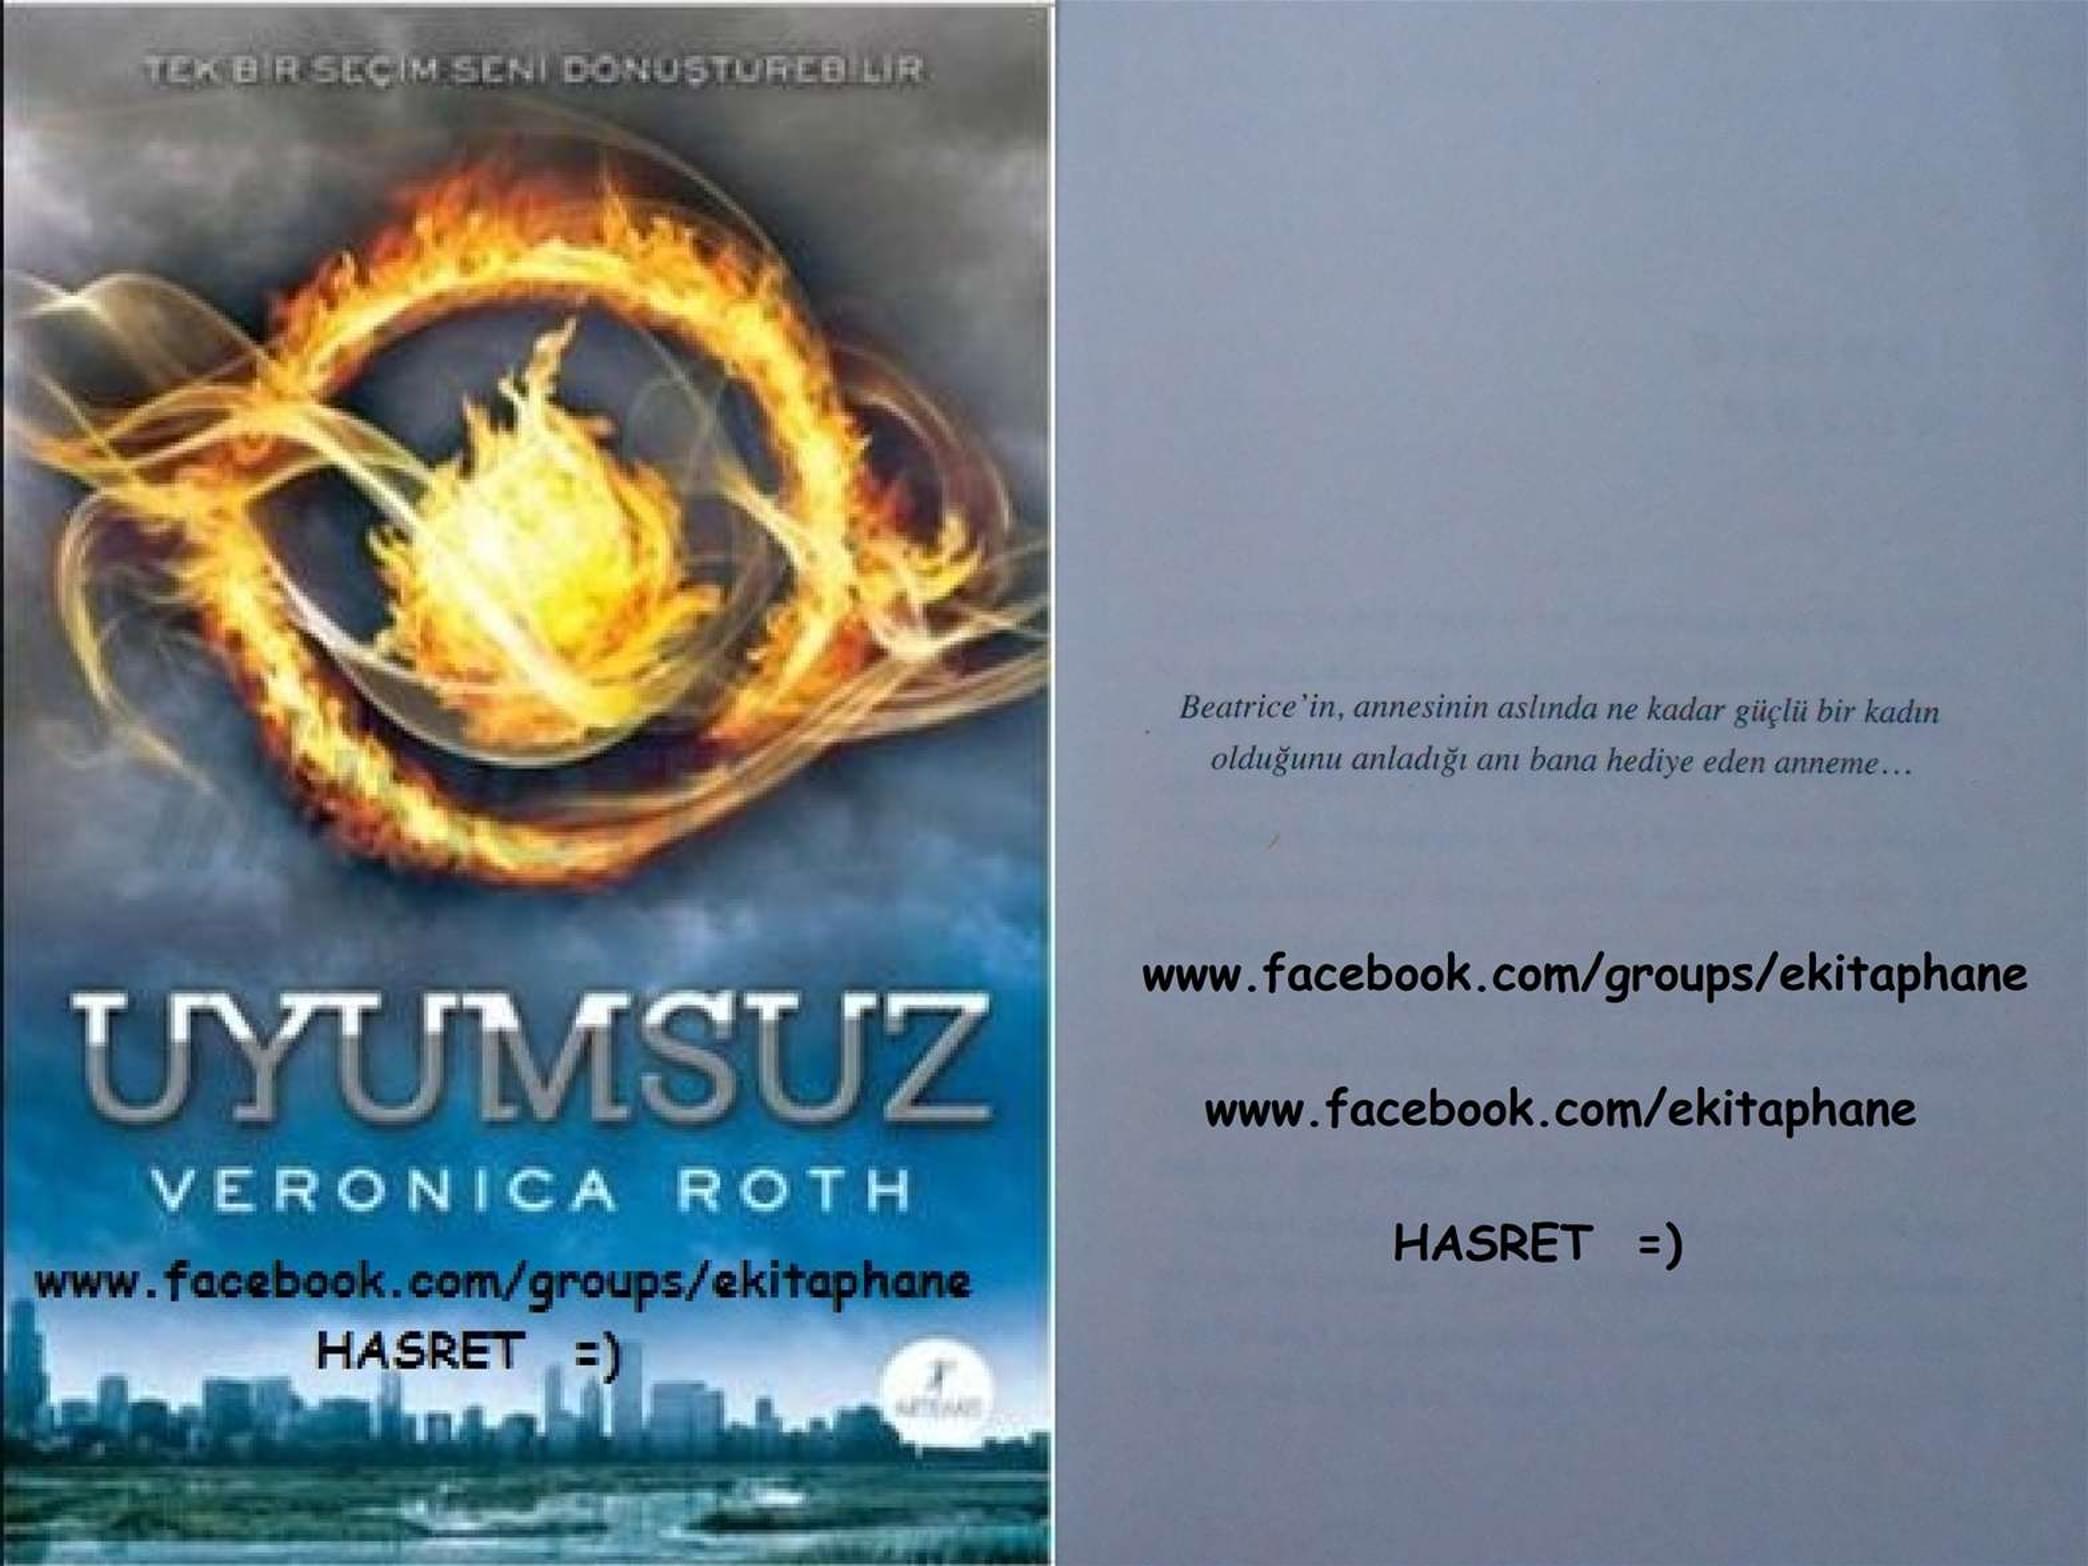 TEK BİR SEÇİM SENİ DÖNÜŞTÜREBİLİR
UYUMSUZ
VERONICA ROTH
www.facebook.com/groups/ekitaphane
HASRET =)
ARTEMIS
Beatrice'in, annesinin aslında ne kadar güçlü bir kadın
olduğunu anladığı anı bana hediye eden anneme...
www.facebook.com/groups/ekitaphane
www.facebook.com/ekitaphane
HASRET =)